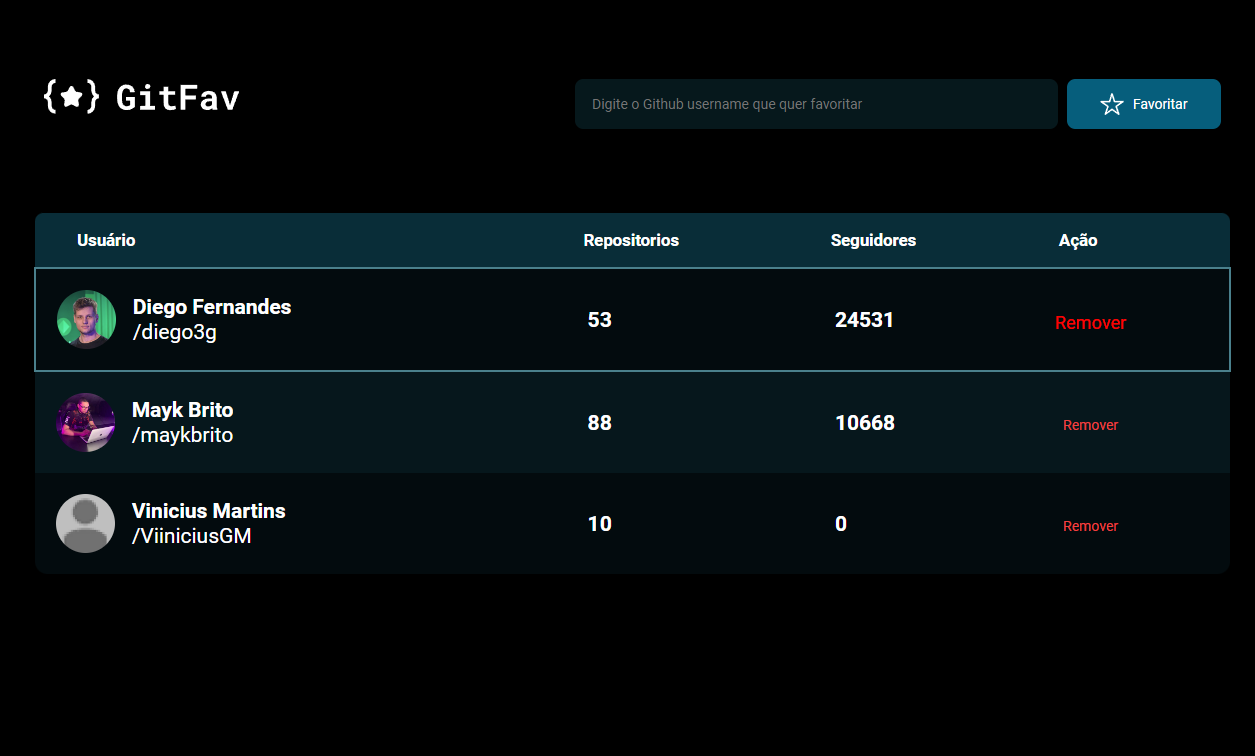 {★} GitFav
Digite o Github username que quer favoritar
Favoritar
Usuário Repositorios Seguidores Ação
Diego Fernandes
/diego3g
53 24531 Remover
Mayk Brito
/maykbrito
88 10668 Remover
Vinicius Martins
/ViiniciusGM
10 0 Remover